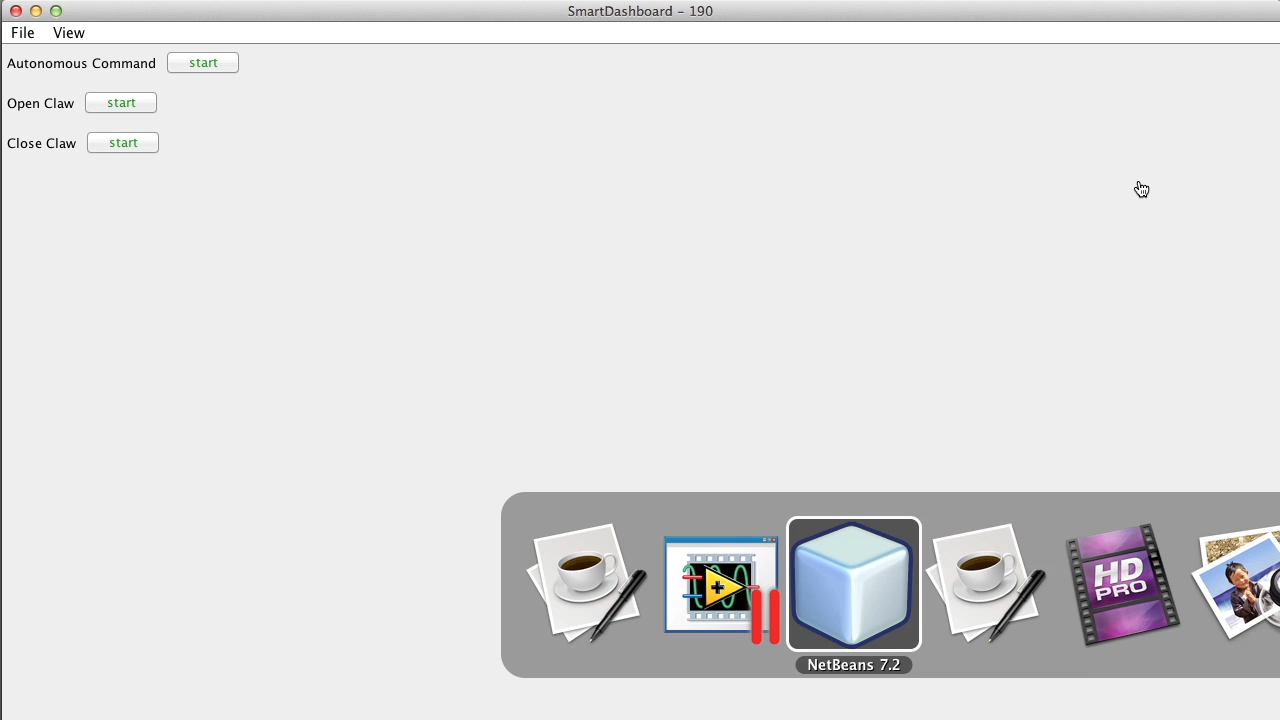 SmartDashboard - 190
File View
Autonomous Command start
Open Claw start
Close Claw start
HD
PRO
NetBeans 7.2